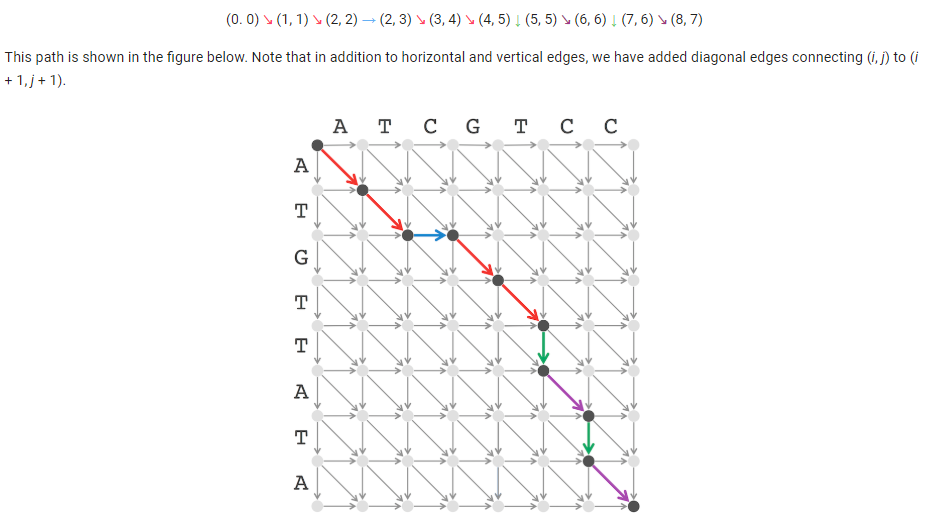 (0. 0) ↘ (1, 1) ↘ (2, 2) → (2, 3) ↘ (3, 4) ↘ (4, 5) ↓ (5, 5) ↘ (6, 6) ↓ (7, 6) ↘ (8, 7)
This path is shown in the figure below. Note that in addition to horizontal and vertical edges, we have added diagonal edges connecting (i, j) to (i
+ 1, j + 1).
A T C G T C C
A
T
G
T
T
A
T
A